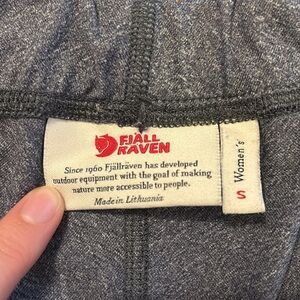 FJÄLL
RÄVEN
Since 1960 Fjällräven has developed
outdoor equipment with the goal of making
nature more accessible to people.
Made in Lithuania
Women's
S